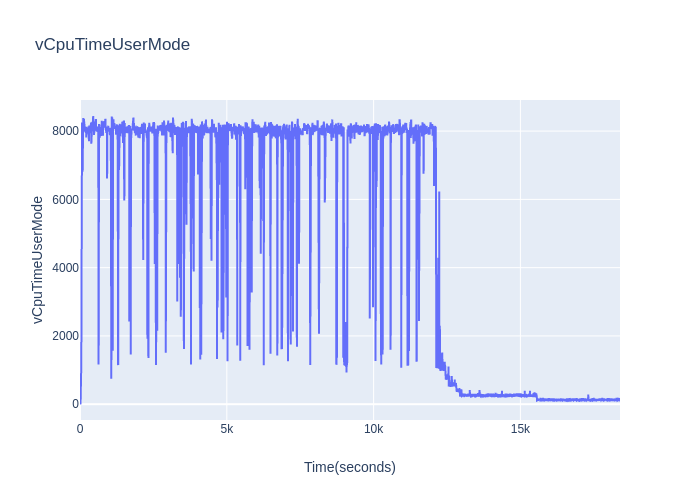 vCpuTimeUserMode
8000
6000
4000
2000
0
vCpuTimeUserMode
0
5k
10k
15k
Time(seconds)